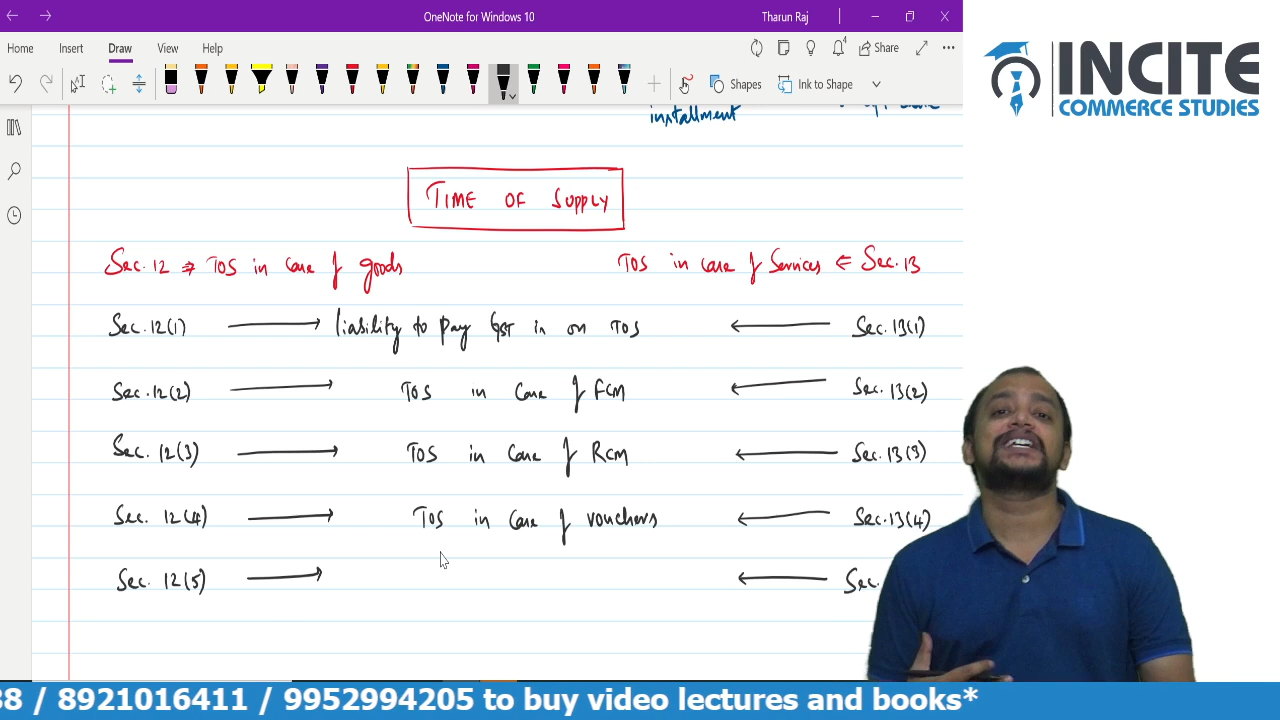 OneNote for Windows 10
Tharun Raj
Home Insert Draw View Help
4 Share
Shapes Ink to Shape
INCITE
COMMERCE STUDIES
installment
TIME OF SUPPLY
Sec.12 ⇒ TOS in case of goods TOS in case of Services ⇐ Sec.13
Sec.12(1) → liability to pay GST in on TOS ← Sec.13(1)
Sec.12(2) → TOS in case of FCM ← Sec.13(2)
Sec.12(3) → TOS in case of RCM ← Sec.13(3)
Sec.12(4) → TOS in case of vouchers ← Sec.13(4)
Sec.12(5) → ← Sec.
38 / 8921016411 / 9952994205 to buy video lectures and books*